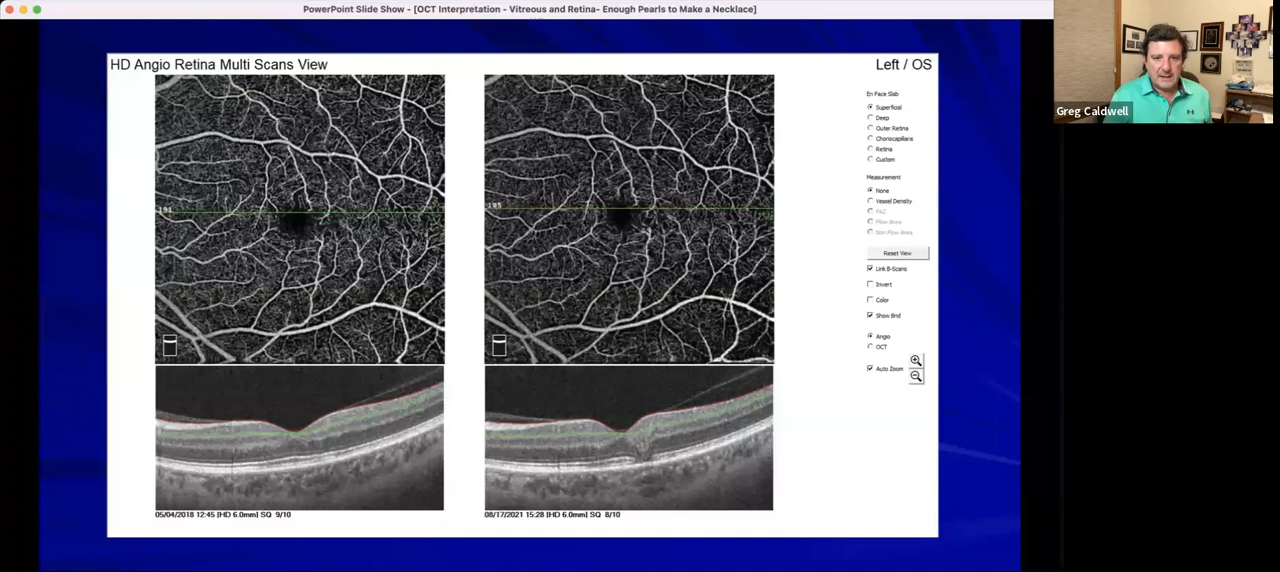 PowerPoint Slide Show - [OCT Interpretation - Vitreous and Retina- Enough Pearls to Make a Necklace]
HD Angio Retina Multi Scans View
Left / OS
191
195
En Face Slab
Superficial
Deep
Outer Retina
Choriocapillaris
Retina
Custom
Measurement
None
Vessel Density
FAZ
Flow Area
Non Flow Area
Reset View
Link B-Scans
Invert
Color
Show Bnd
Angio
OCT
Auto Zoom
05/04/2018 12:45 [HD 6.0mm] SQ 9/10
08/17/2021 15:28 [HD 6.0mm] SQ 8/10
Greg Caldwell